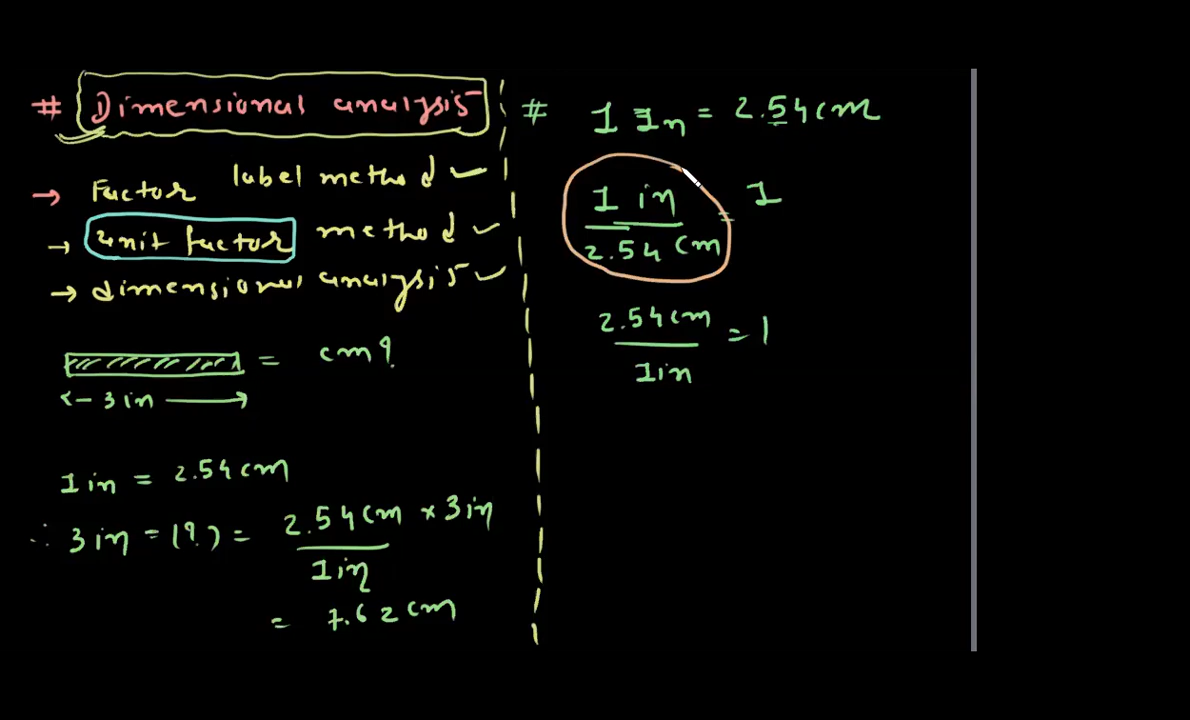 # Dimensional analysis
→ Factor label method ✓
→ unit factor method ✓
→ dimensional analysis ✓
= cm?
← 3 in →
1 in = 2.54 cm
∴ 3 in = (?) = 2.54 cm × 3 in
1 in
= 7.62 cm
# 1 In = 2.54 cm
1 in
2.54 cm
= 1
2.54 cm
1 in
= 1